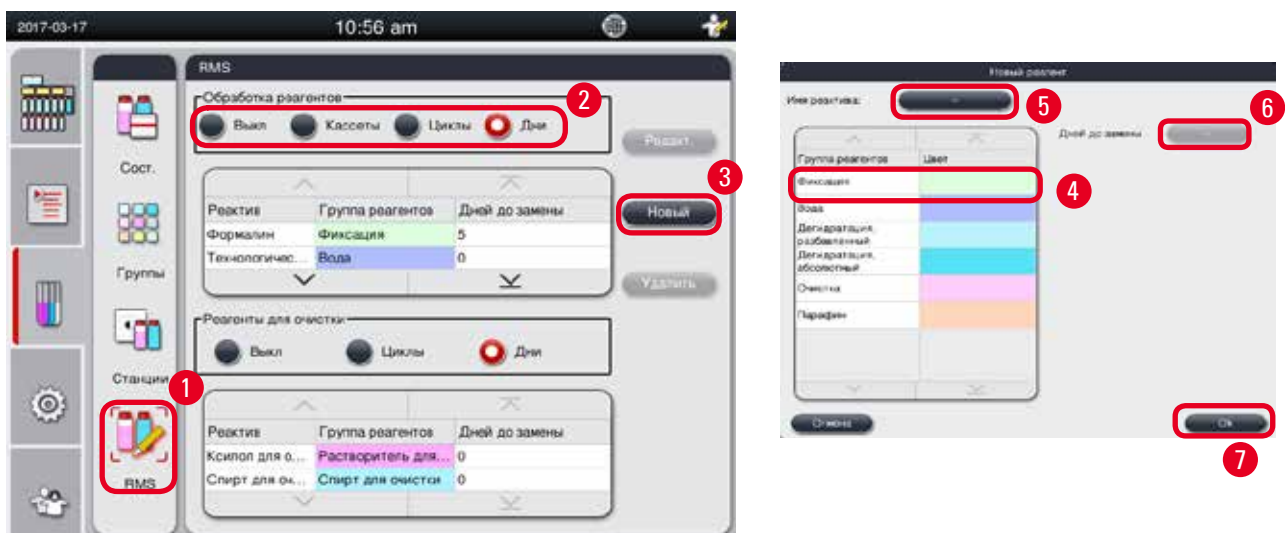 2017-03-17 10:56 am
RMS
Обработка реагентов
2
Выкл Кассеты Циклы Дни
Редакт.
3
Сост.
Реактив Группа реагентов Дней до замены
Новый
Формалин Фиксация 5
Технологичес... Вода 0
Группы
Удалить
Реагенты для очистки
Выкл Циклы Дни
Станции
1
Реактив Группа реагентов Дней до замены
Ксилол для о... Растворитель для... 0
RMS
Спирт для оч... Спирт для очистки 0
Новый реагент
Имя реактива:
5
6
Дней до замены
Группа реагентов Цвет
Фиксация
4
Вода
Дегидратация,
разбавленный
Дегидратация,
абсолютный
Очистка
Парафин
Отмена
Ok
7